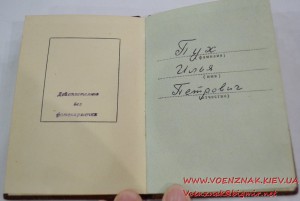 Действительно
без
фотокарточки
Пух
(фамилия)
Илья
(имя)
Петрович
(отчество)
WWW.VOENZNAK.KIEV.UA